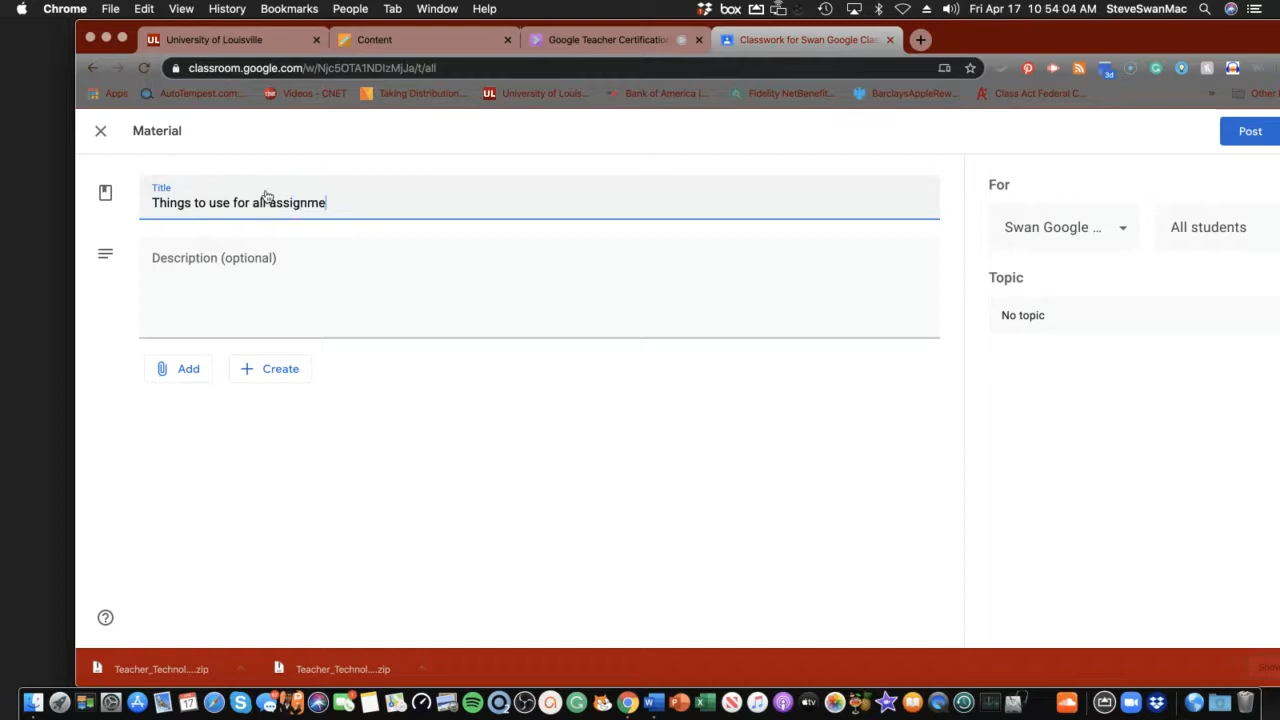 Chrome File Edit View History Bookmarks People Tab Window Help box Fri Apr 17 10:54:04 AM SteveSwanMac
University of Louisville Content Google Teacher Certificatio Classwork for Swan Google Clas
classroom.google.com/w/Njc5OTA1NDIzMjJa/t/all
Apps AutoTempest.com:... Videos - CNET Taking Distribution... University of Louis... Bank of America |... Fidelity NetBenefit... BarclaysAppleRew... Class Act Federal C... » Other
Material Post
Title
Things to use for all assignme
Description (optional)
Add Create
For
Swan Google ... All students
Topic
No topic
Teacher_Technol....zip Teacher_Technol....zip